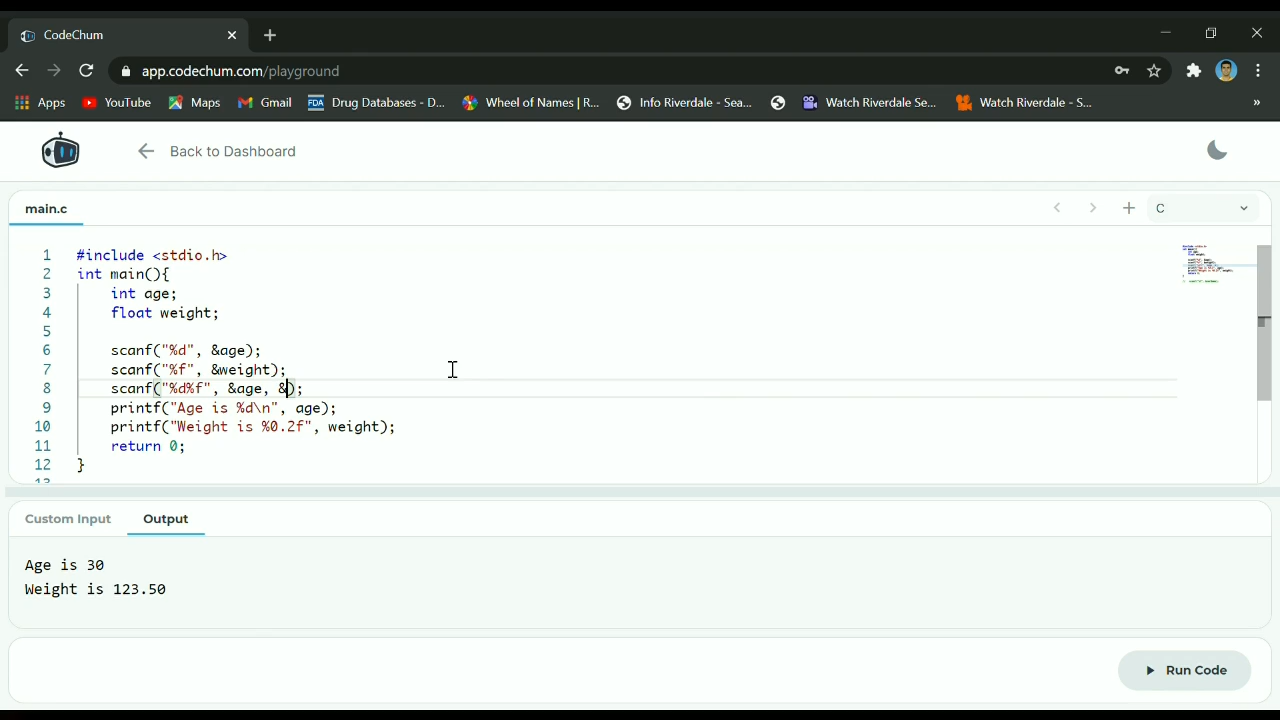 CodeChum
app.codechum.com/playground
Apps YouTube Maps Gmail FDA Drug Databases - D... Wheel of Names | R... Info Riverdale - Sea... Watch Riverdale Se... Watch Riverdale - S... »
Back to Dashboard
main.c C
1 #include <stdio.h>
2 int main(){
3 int age;
4 float weight;
5
6 scanf("%d", &age);
7 scanf("%f", &weight);
8 scanf("%d%f", &age, &);
9 printf("Age is %d\n", age);
10 printf("Weight is %0.2f", weight);
11 return 0;
12 }
13
Custom Input Output
Age is 30
Weight is 123.50
Run Code